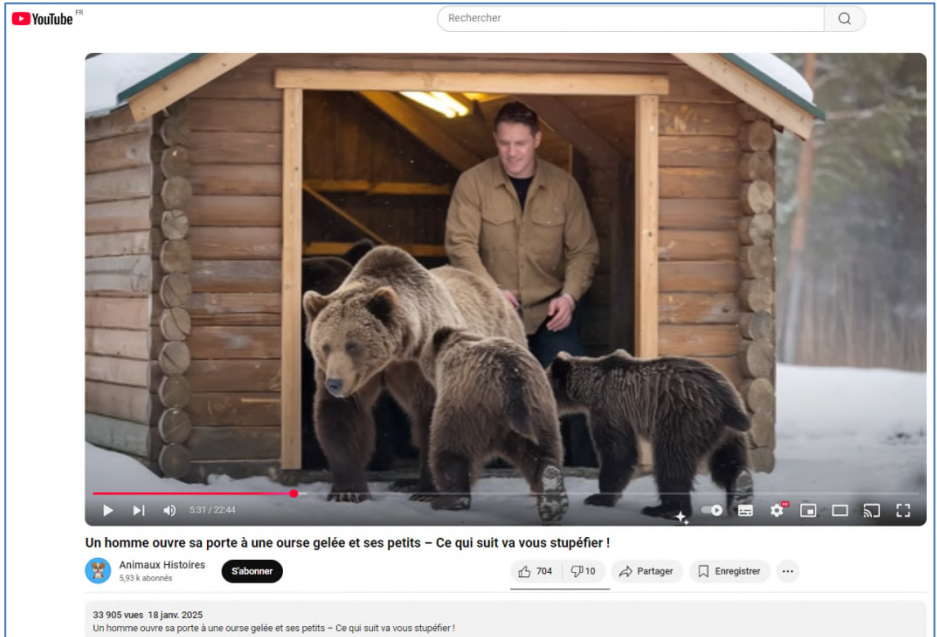 YouTube FR
Rechercher
5:31 / 22:44
Un homme ouvre sa porte à une ourse gelée et ses petits – Ce qui suit va vous stupéfier !
Animaux Histoires
5,93 k abonnés
S'abonner
704
10
Partager
Enregistrer
33 905 vues 18 janv. 2025
Un homme ouvre sa porte à une ourse gelée et ses petits – Ce qui suit va vous stupéfier !